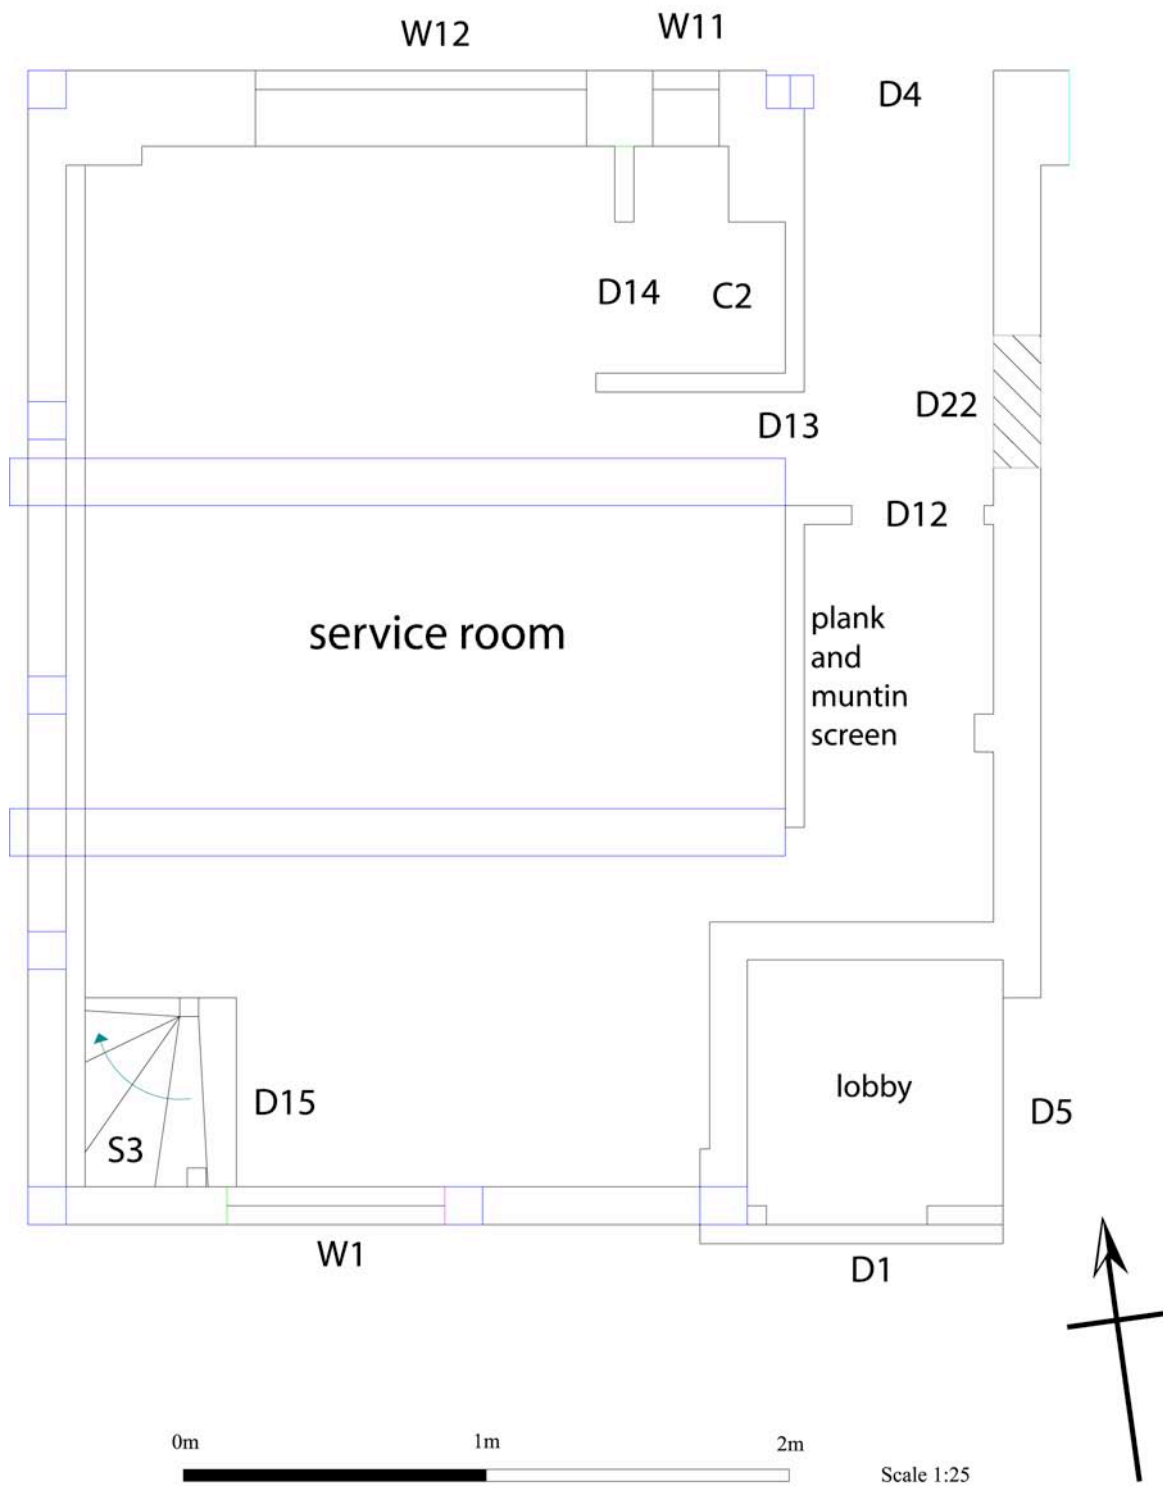 W12
W11
D4
D14
C2
D22
D13
D12
service room
plank
and
muntin
screen
lobby
D15
D5
S3
W1
D1
0m
1m
2m
Scale 1:25